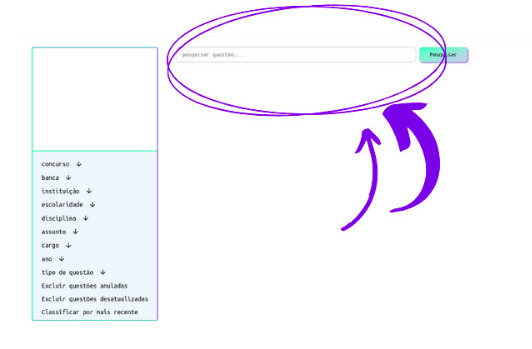 pesquisar questão...
Pesquisar
concurso ↓
banca ↓
instituição ↓
escolaridade ↓
disciplina ↓
assunto ↓
cargo ↓
ano ↓
tipo de questão ↓
Excluir questões anuladas
Excluir questões desatualizadas
Classificar por mais recente